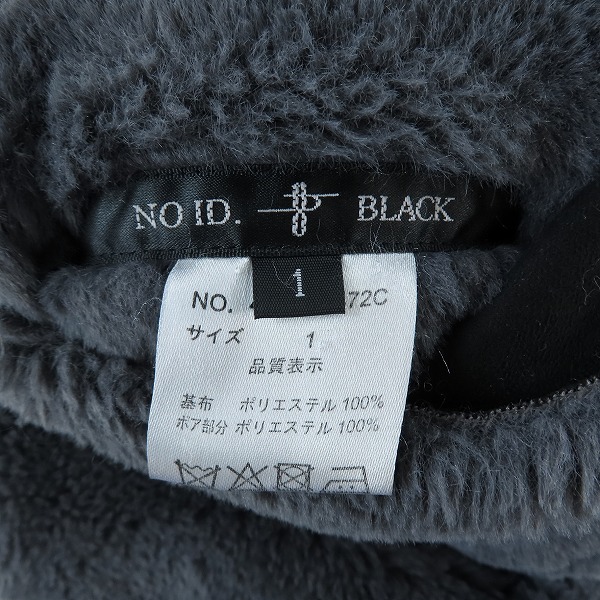 NO ID. BLACK
1
NO. 72C
サイズ 1
品質表示
基布 ポリエステル 100%
ボア部分 ポリエステル 100%